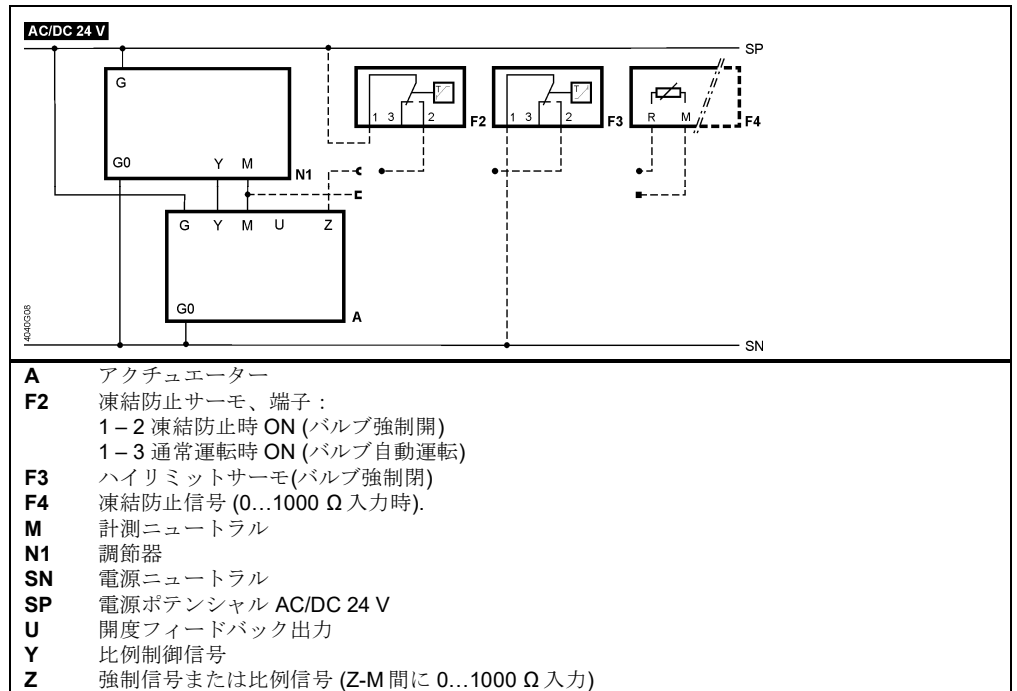 AC/DC 24 V
SP
G
1 3 2
F2
1 3 2
F3
R M
F4
G0 Y M
N1
G Y M U Z
G0
A
4040G08
SN
A アクチュエーター
F2 凍結防止サーモ、端子：
1 – 2 凍結防止時 ON (バルブ強制開)
1 – 3 通常運転時 ON (バルブ自動運転)
F3 ハイリミットサーモ(バルブ強制閉)
F4 凍結防止信号 (0…1000 Ω 入力時).
M 計測ニュートラル
N1 調節器
SN 電源ニュートラル
SP 電源ポテンシャル AC/DC 24 V
U 開度フィードバック出力
Y 比例制御信号
Z 強制信号または比例信号 (Z-M 間に 0…1000 Ω 入力)